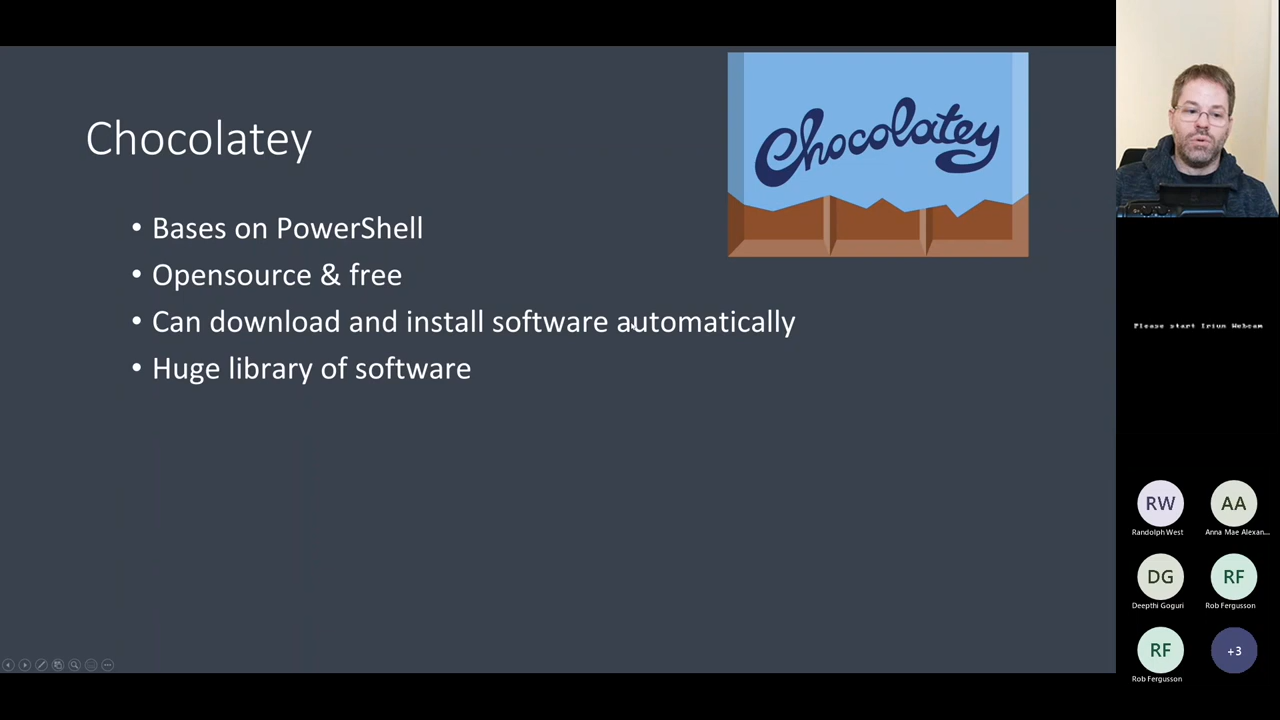 Chocolatey
Chocolatey
• Bases on PowerShell
• Opensource & free
• Can download and install software automatically
• Huge library of software
Please start Iriun Webcam
RW
AA
Randolph West
Anna Mae Alexan...
DG
RF
Deepthi Goguri
Rob Fergusson
RF
+3
Rob Fergusson